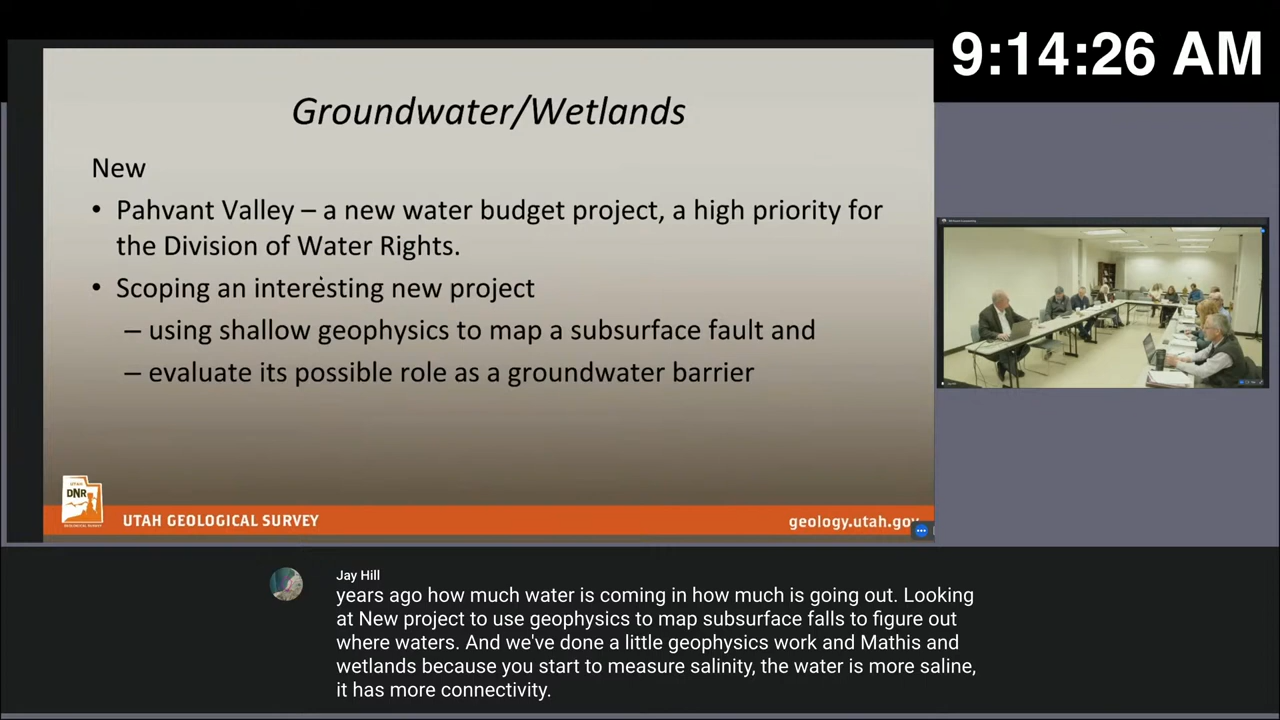 9:14:26 AM
Groundwater/Wetlands
New
• Pahvant Valley – a new water budget project, a high priority for
the Division of Water Rights.
• Scoping an interesting new project
– using shallow geophysics to map a subsurface fault and
– evaluate its possible role as a groundwater barrier
UTAH
DNR
GEOLOGICAL SURVEY
UTAH GEOLOGICAL SURVEY
geology.utah.gov
Jay Hill
years ago how much water is coming in how much is going out. Looking
at New project to use geophysics to map subsurface falls to figure out
where waters. And we've done a little geophysics work and Mathis and
wetlands because you start to measure salinity, the water is more saline,
it has more connectivity.